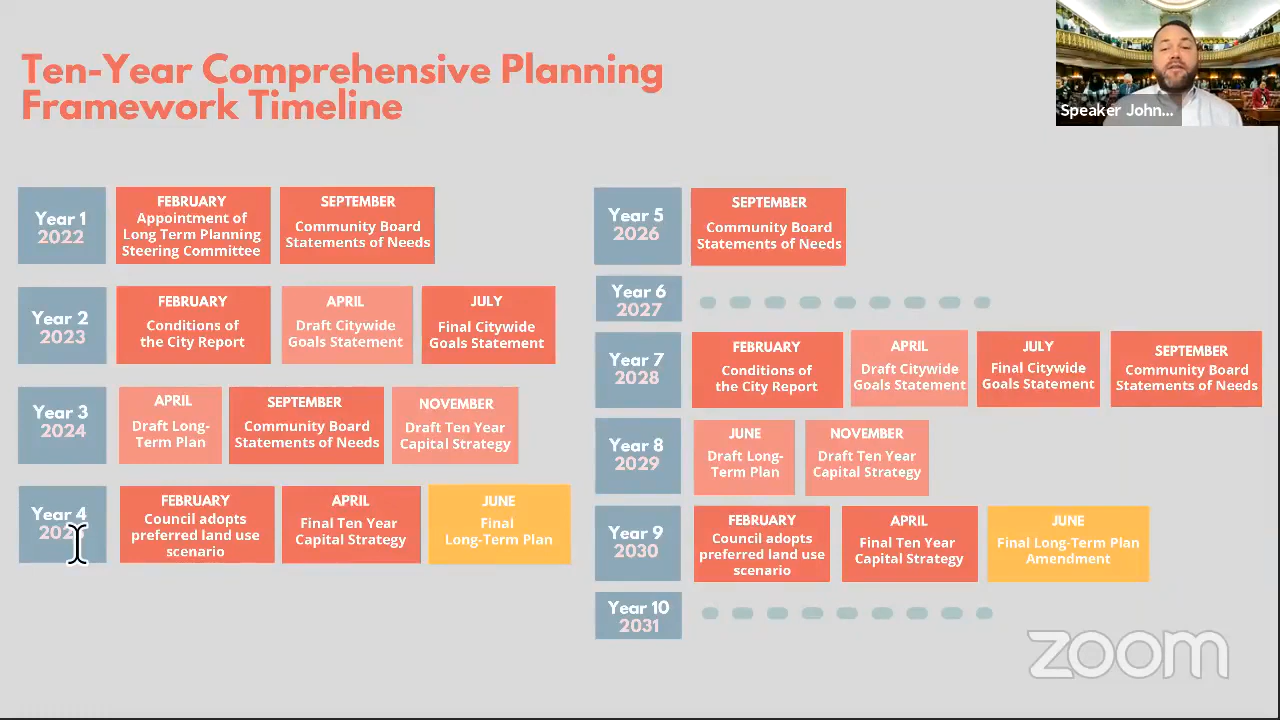 Ten-Year Comprehensive Planning
Framework Timeline
Speaker John...
Year 1
2022
FEBRUARY
Appointment of
Long Term Planning
Steering Committee
SEPTEMBER
Community Board
Statements of Needs
Year 2
2023
FEBRUARY
Conditions of
the City Report
APRIL
Draft Citywide
Goals Statement
JULY
Final Citywide
Goals Statement
Year 3
2024
APRIL
Draft Long-
Term Plan
SEPTEMBER
Community Board
Statements of Needs
NOVEMBER
Draft Ten Year
Capital Strategy
Year 4
FEBRUARY
Council adopts
preferred land use
scenario
APRIL
Final Ten Year
Capital Strategy
JUNE
Final
Long-Term Plan
Year 5
2026
SEPTEMBER
Community Board
Statements of Needs
Year 6
2027
Year 7
2028
FEBRUARY
Conditions of
the City Report
APRIL
Draft Citywide
Goals Statement
JULY
Final Citywide
Goals Statement
SEPTEMBER
Community Board
Statements of Needs
Year 8
2029
JUNE
Draft Long-
Term Plan
NOVEMBER
Draft Ten Year
Capital Strategy
Year 9
2030
FEBRUARY
Council adopts
preferred land use
scenario
APRIL
Final Ten Year
Capital Strategy
JUNE
Final Long-Term Plan
Amendment
Year 10
2031
zoom